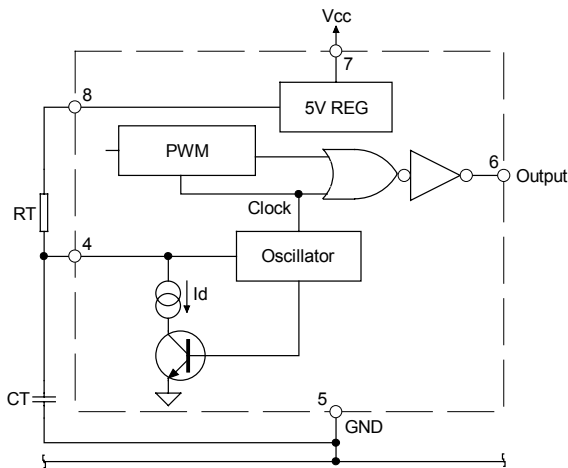 Vcc
7
8
5V REG
PWM
6
Output
Clock
RT
4
Oscillator
Id
CT
5
GND